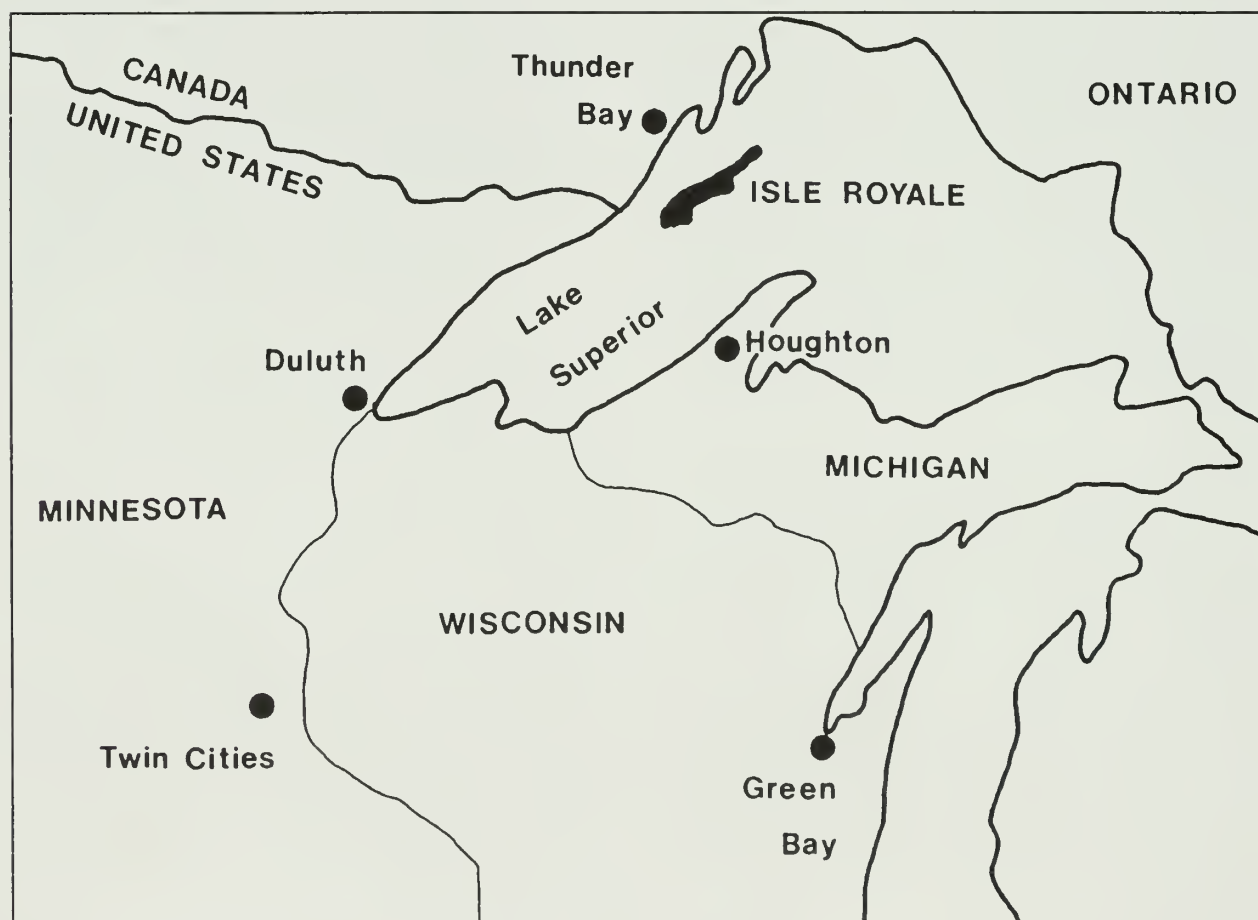 CANADA
UNITED STATES
Thunder
Bay
ONTARIO
ISLE ROYALE
Lake
Superior
Houghton
Duluth
MICHIGAN
MINNESOTA
WISCONSIN
Twin Cities
Green
Bay